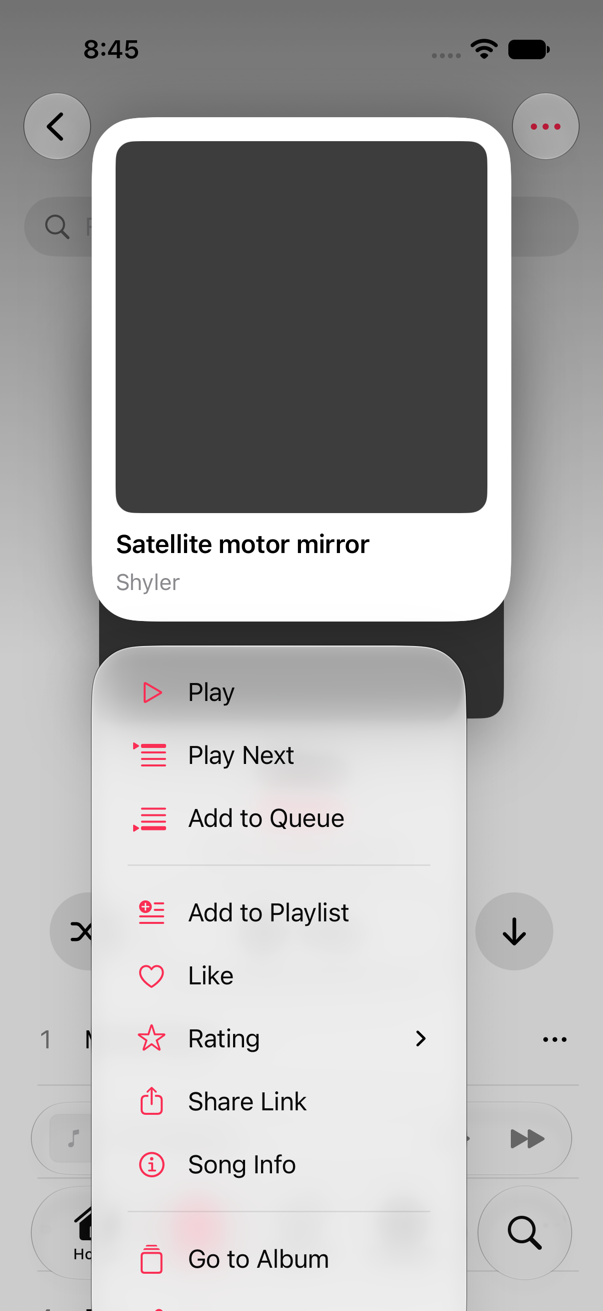 8:45
Satellite motor mirror
Shyler
Play
Play Next
Add to Queue
Add to Playlist
Like
1
Rating
Share Link
Song Info
Go to Album